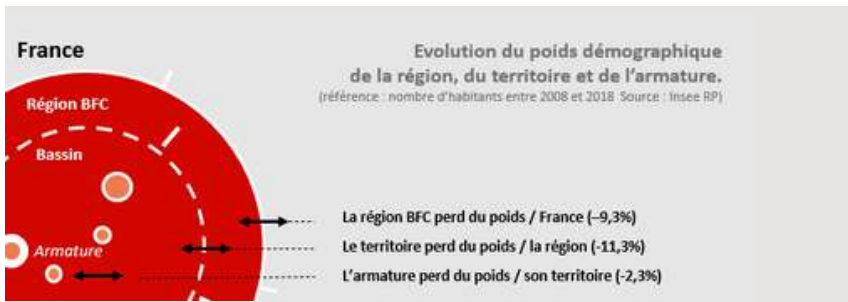 France
Evolution du poids démographique
de la région, du territoire et de l'armature.
(référence : nombre d'habitants entre 2008 et 2018 Source : Insee RP)
Région BFC
Bassin
Armature
La région BFC perd du poids / France (–9,3%)
Le territoire perd du poids / la région (-11,3%)
L'armature perd du poids / son territoire (-2,3%)